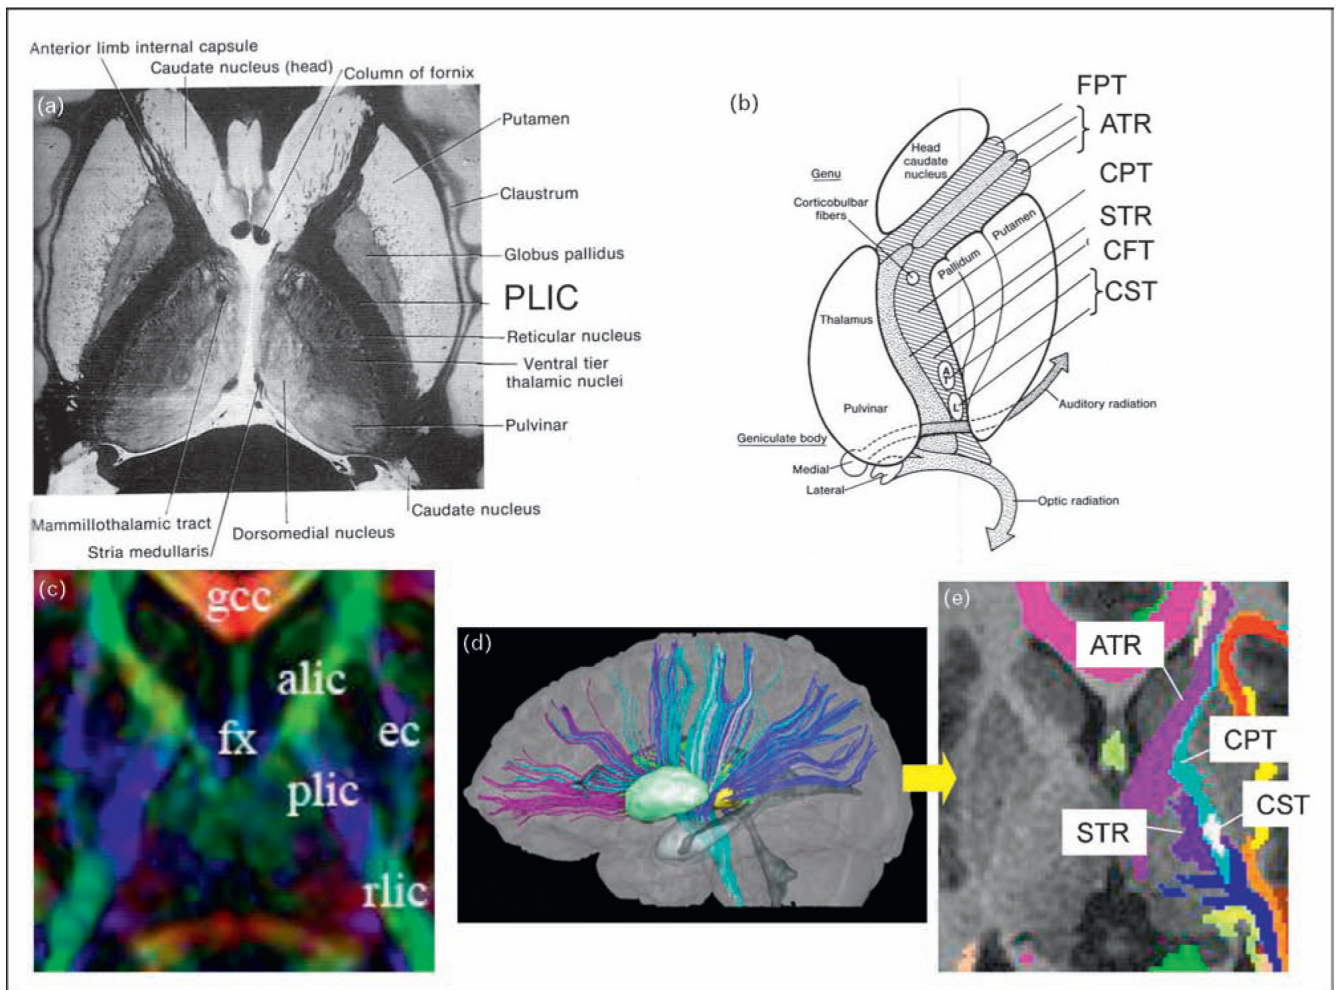 Anterior limb internal capsule
Caudate nucleus (head)
Column of fornix
(a)
Putamen
Claustrum
Globus pallidus
PLIC
Reticular nucleus
Ventral tier
thalamic nuclei
Pulvinar
Caudate nucleus
Mammillothalamic tract
Dorsomedial nucleus
Stria medullaris
(b)
FPT
ATR
CPT
STR
CFT
CST
Head
caudate
nucleus
Genu
Corticobulbar
fibers
Putamen
Pallidum
Thalamus
A
T
L
Pulvinar
Auditory radiation
Geniculate body
Medial
Lateral
Optic radiation
(c)
gcc
alic
fx
ec
plic
rlic
(d)
(e)
ATR
CPT
CST
STR